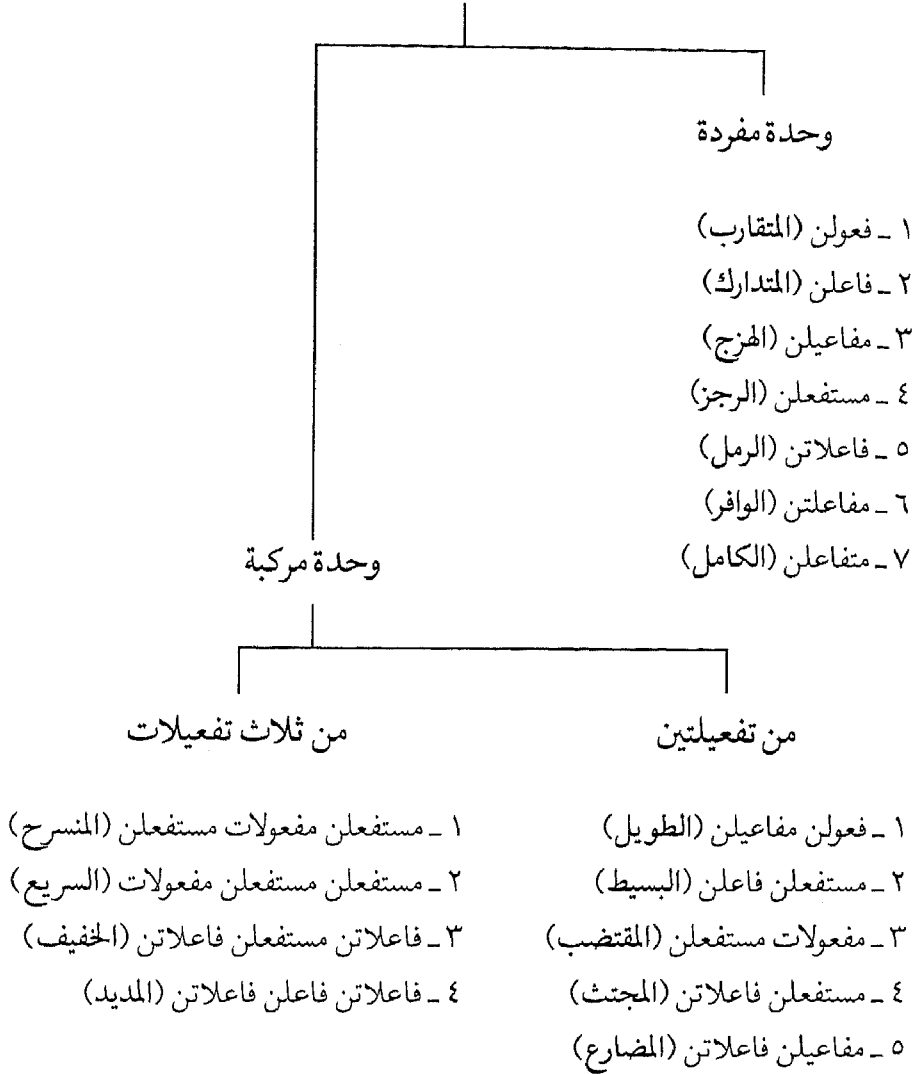 وحدة مفردة
١ ـ فعولن (المتقارب)
٢ ـ فاعلن (المتدارك)
٣ ـ مفاعيلن (الهزج)
٤ ـ مستفعلن (الرجز)
٥ ـ فاعلاتن (الرمل)
٦ ـ مفاعلتن (الوافر)
٧ ـ متفاعلن (الكامل)
وحدة مركبة
من تفعيلتين
١ ـ فعولن مفاعيلن (الطويل)
٢ ـ مستفعلن فاعلن (البسيط)
٣ ـ مفعولات مستفعلن (المقتضب)
٤ ـ مستفعلن فاعلاتن (المجتث)
٥ ـ مفاعيلن فاعلاتن (المضارع)
من ثلاث تفعيلات
١ ـ مستفعلن مفعولات مستفعلن (المنسرح)
٢ ـ مستفعلن مستفعلن مفعولات (السريع)
٣ ـ فاعلاتن مستفعلن فاعلاتن (الخفيف)
٤ ـ فاعلاتن فاعلن فاعلاتن (المديد)